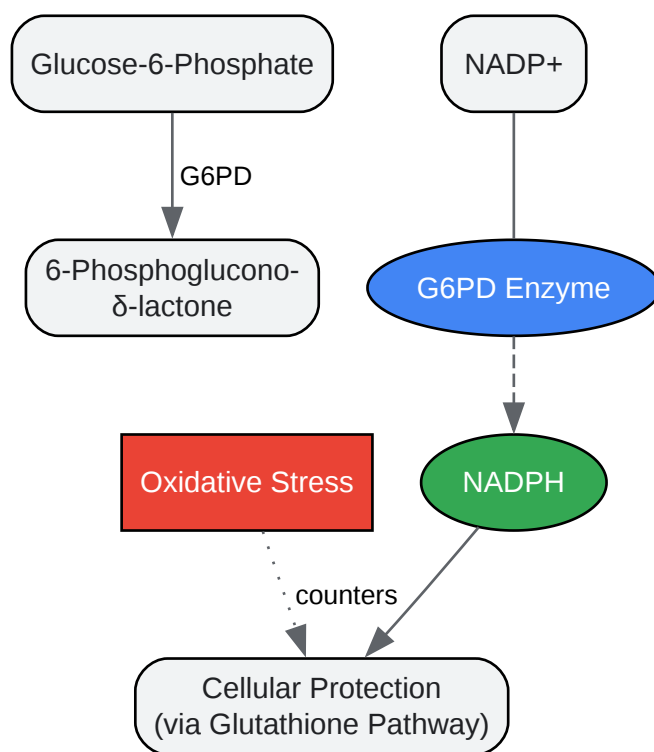 Glucose-6-Phosphate
NADP+
G6PD
6-Phosphoglucono-
δ-lactone
G6PD Enzyme
Oxidative Stress
NADPH
counters
Cellular Protection
(via Glutathione Pathway)